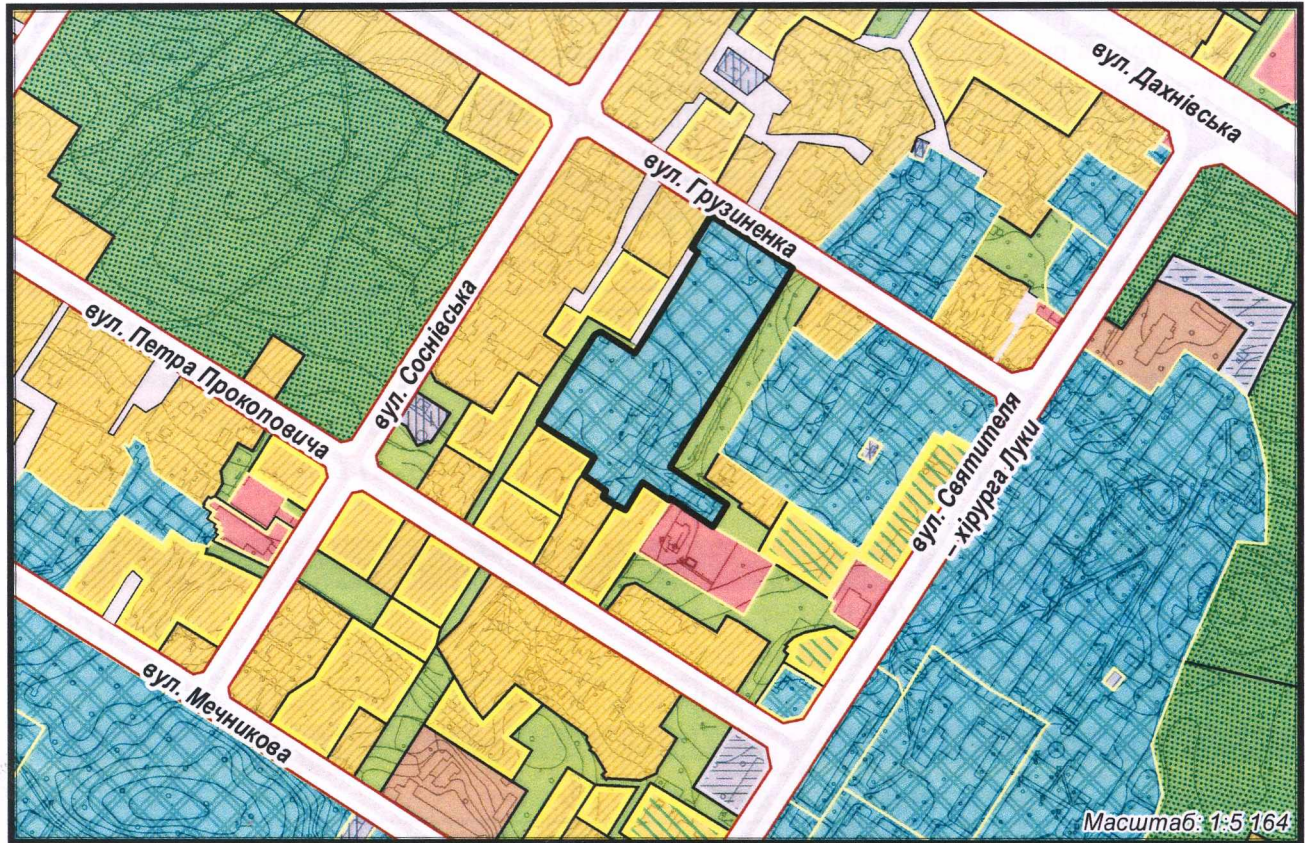 вул. Дахнівська
вул. Грузиненка
вул. Соснівська
вул. Петра Прокоповича
вул. Святителя
– хірурга Луки
вул. Мечникова
Масштаб: 1:5 164